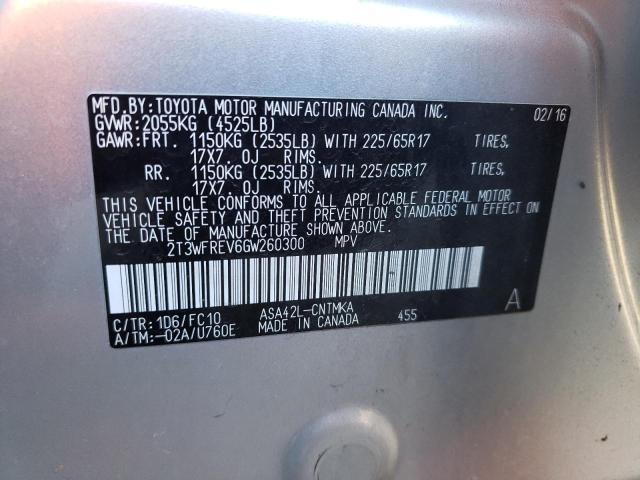 MFD.BY:TOYOTA MOTOR MANUFACTURING CANADA INC. 02/16
GVWR:2055KG (4525LB)
GAWR:FRT. 1150KG (2535LB) WITH 225/65R17 TIRES,
17X7. OJ RIMS.
RR. 1150KG (2535LB) WITH 225/65R17 TIRES,
17X7. OJ RIMS.
THIS VEHICLE CONFORMS TO ALL APPLICABLE FEDERAL MOTOR
VEHICLE SAFETY AND THEFT PREVENTION STANDARDS IN EFFECT ON
THE DATE OF MANUFACTURE SHOWN ABOVE.
2T3WFREV6GW260300 MPV
C/TR:1D6/FC10 ASA42L-CNTMKA 455 A
A/TM:-02A/U760E MADE IN CANADA